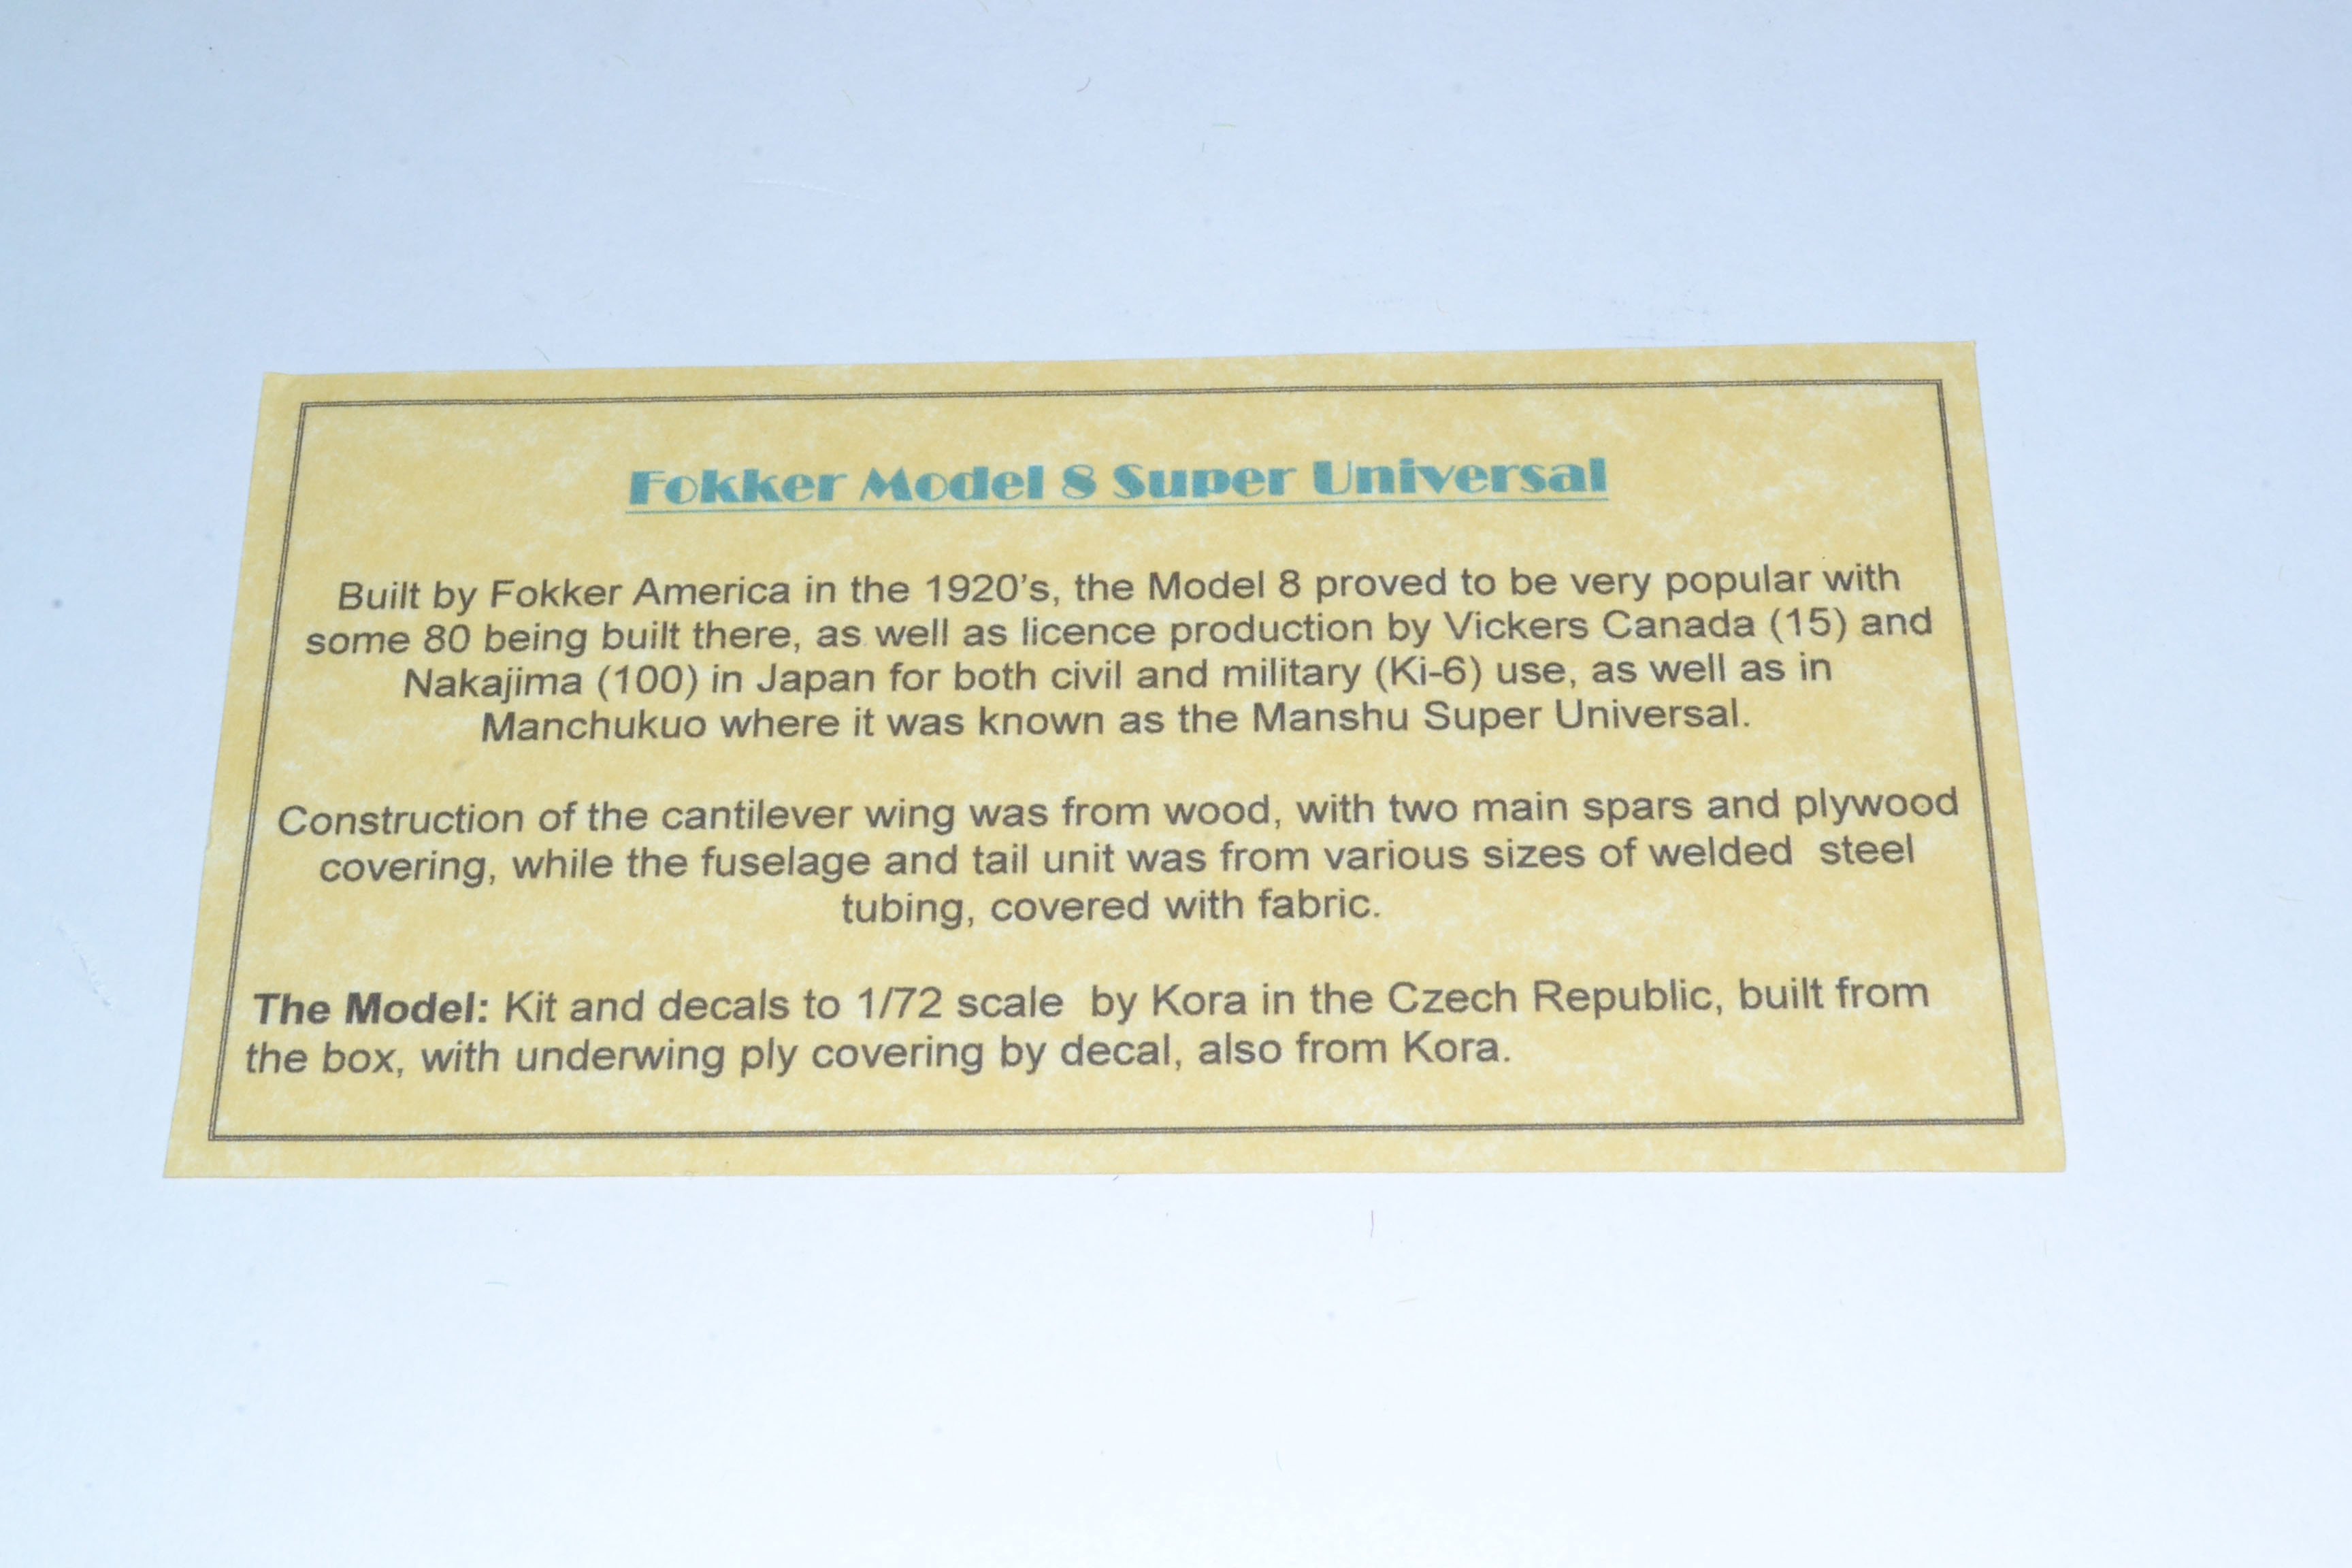 Fokker Model 8 Super Universal
Built by Fokker America in the 1920's, the Model 8 proved to be very popular with
some 80 being built there, as well as licence production by Vickers Canada (15) and
Nakajima (100) in Japan for both civil and military (Ki-6) use, as well as in
Manchukuo where it was known as the Manshu Super Universal.
Construction of the cantilever wing was from wood, with two main spars and plywood
covering, while the fuselage and tail unit was from various sizes of welded  steel
tubing, covered with fabric.
The Model: Kit and decals to 1/72 scale  by Kora in the Czech Republic, built from
the box, with underwing ply covering by decal, also from Kora.